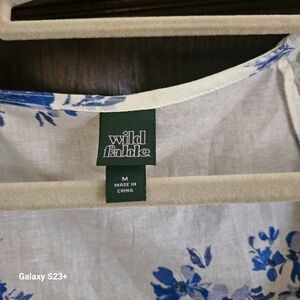 wild
fable
M
MADE IN
CHINA
Galaxy S23+